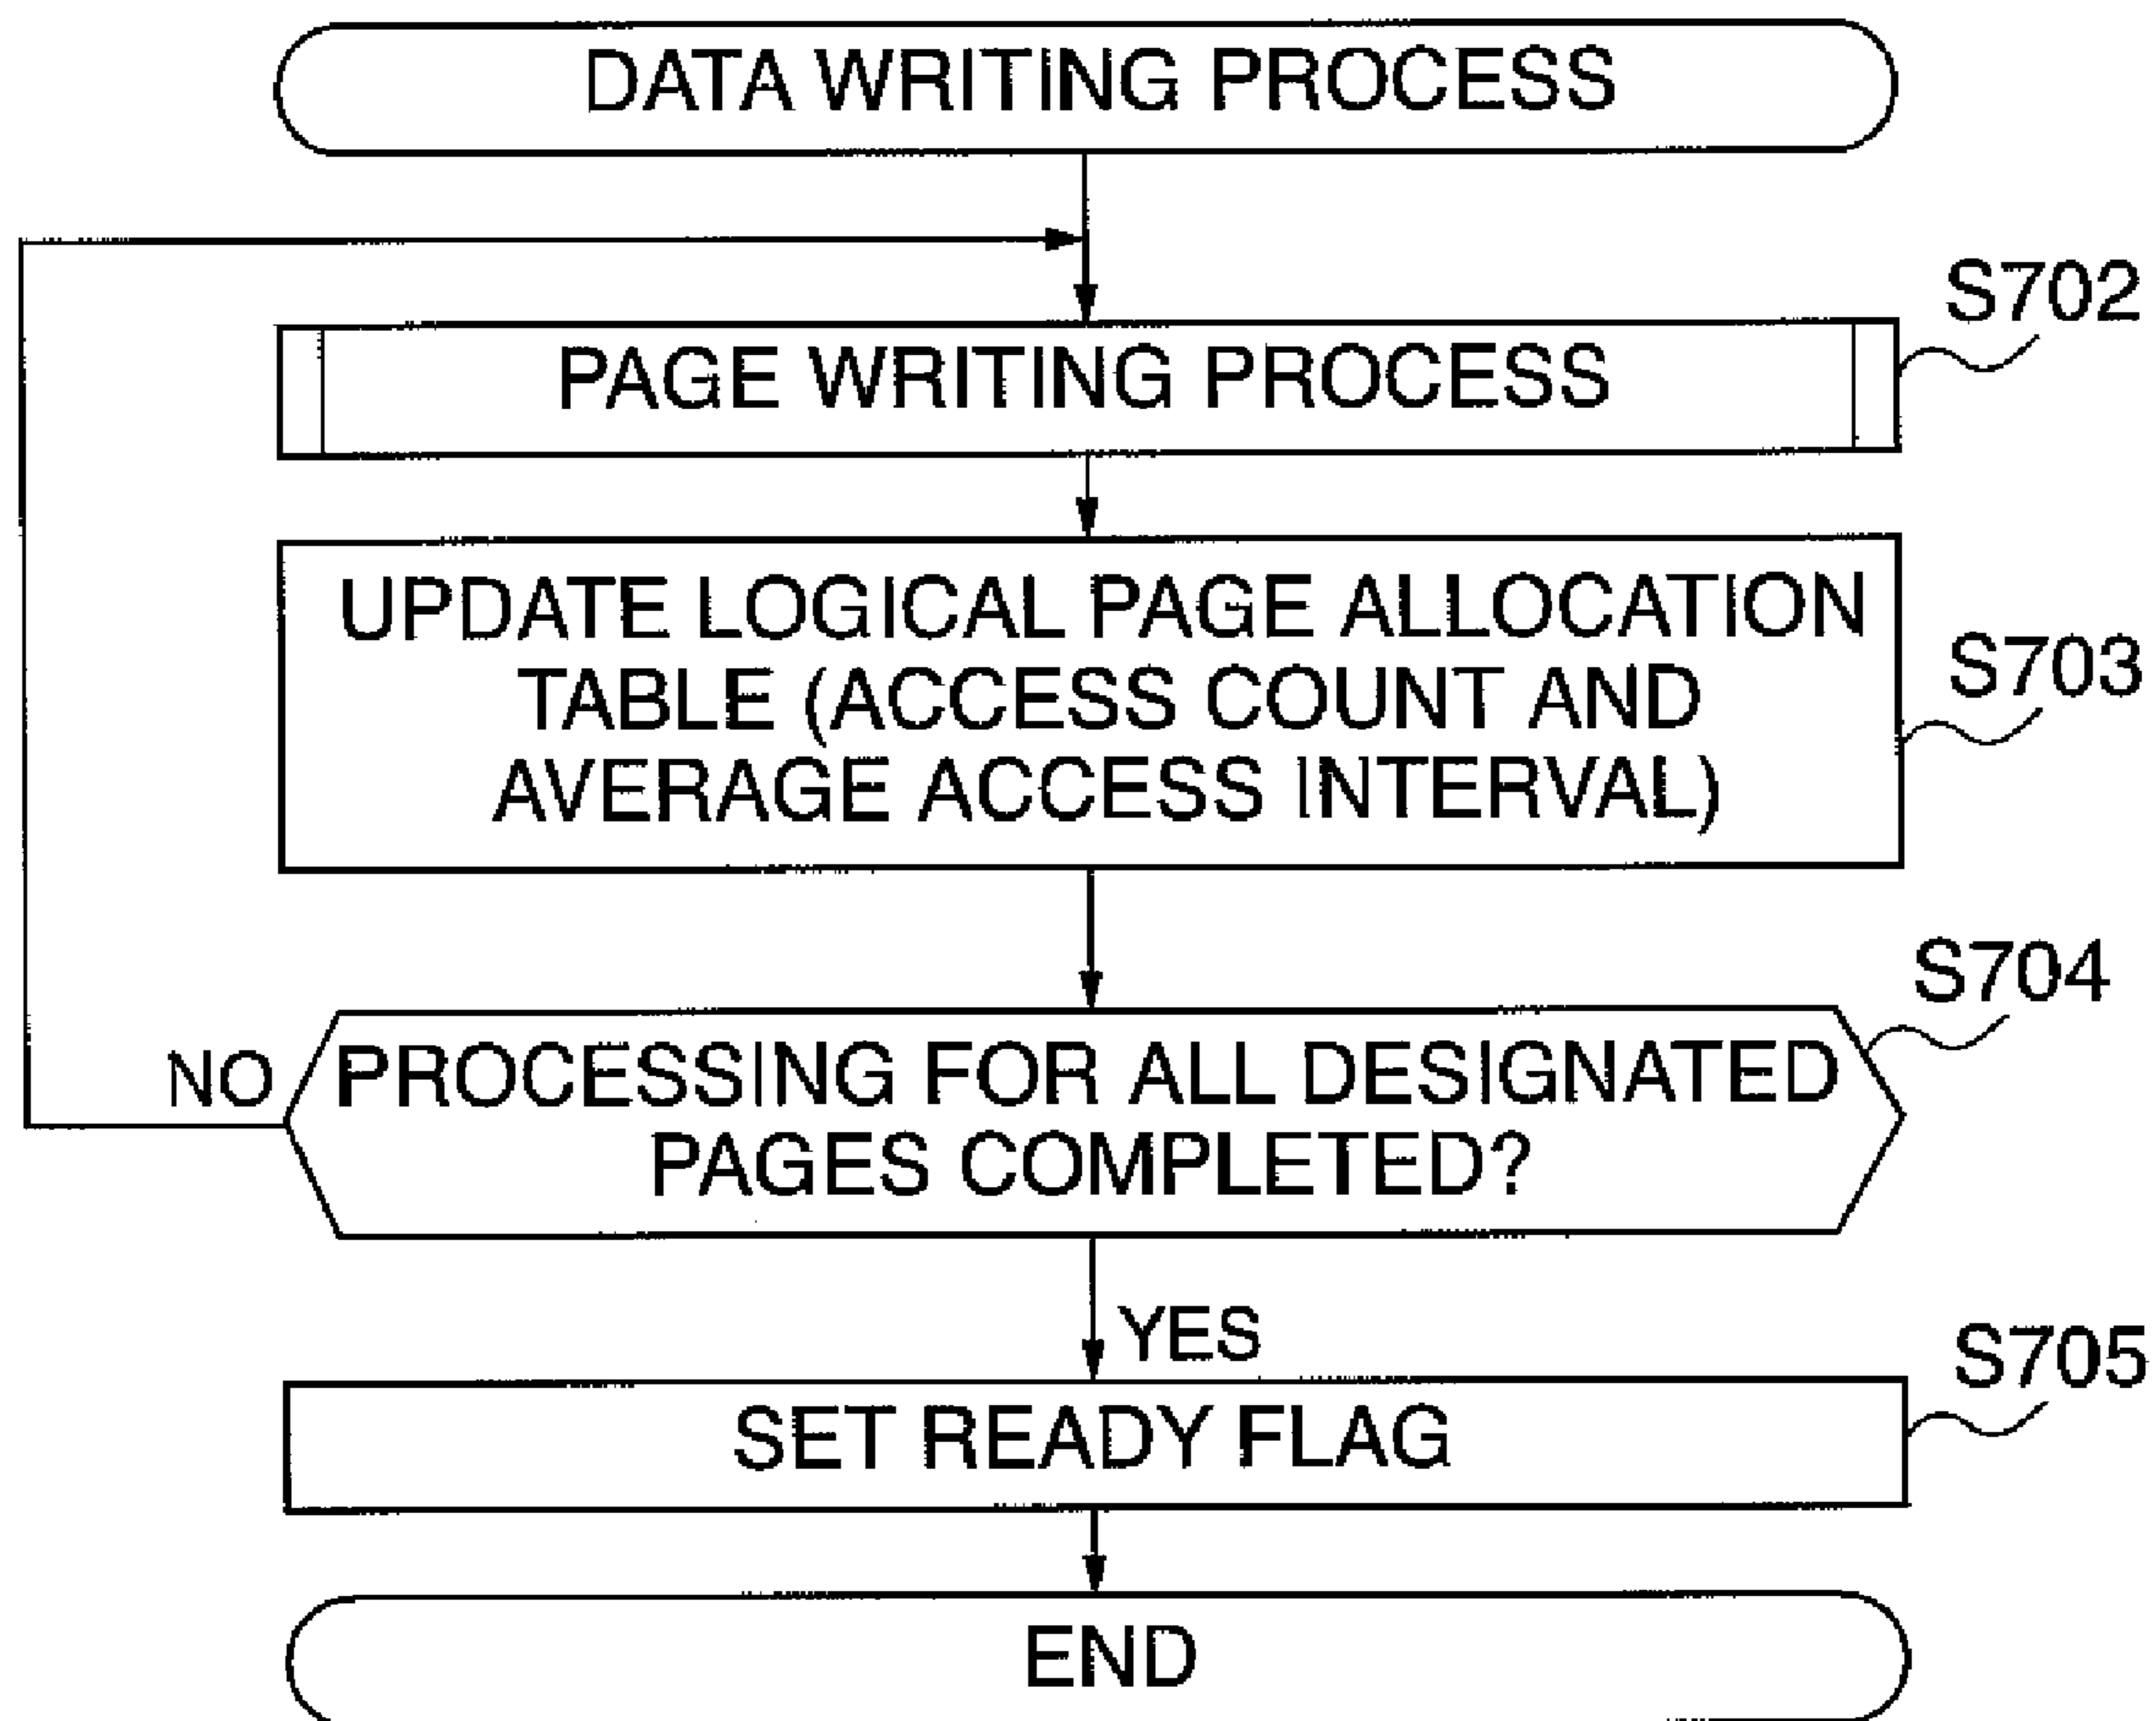 DATA WRITING PROCESS
S702
PAGE WRITING PROCESS
UPDATE LOGICAL PAGE ALLOCATION
TABLE (ACCESS COUNT AND
AVERAGE ACCESS INTERVAL)
S703
S704
NO
PROCESSING FOR ALL DESIGNATED
PAGES COMPLETED?
YES
S705
SET READY FLAG
END